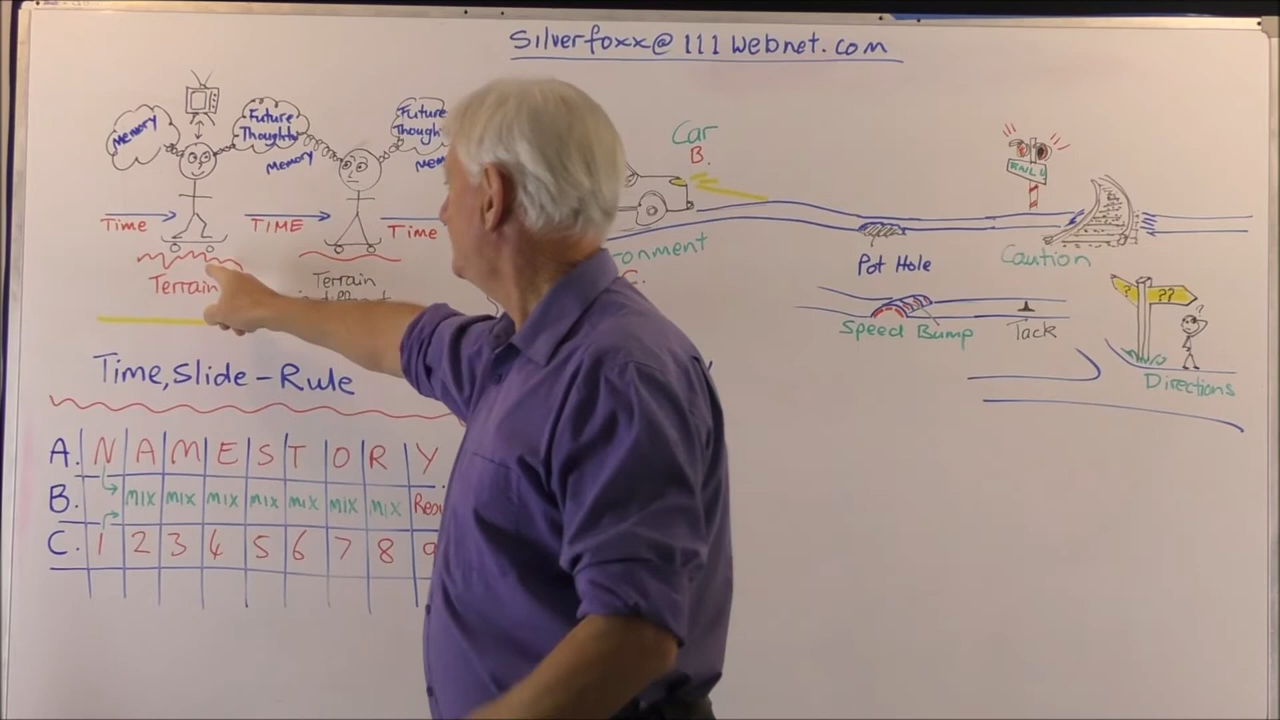 Silverfoxx@111webnet.com
Memory
Future
Thoughts
Memory
Future
Time
TIME
Time
Terrain
Terrain
Car
B.
Pot Hole
Caution
Speed Bump
Tack
?
??
Directions
Time, Slide-Rule
A. N A M E S T O R Y
B. mix mix mix mix mix mix mix
C. 1 2 3 4 5 6 7 8 9